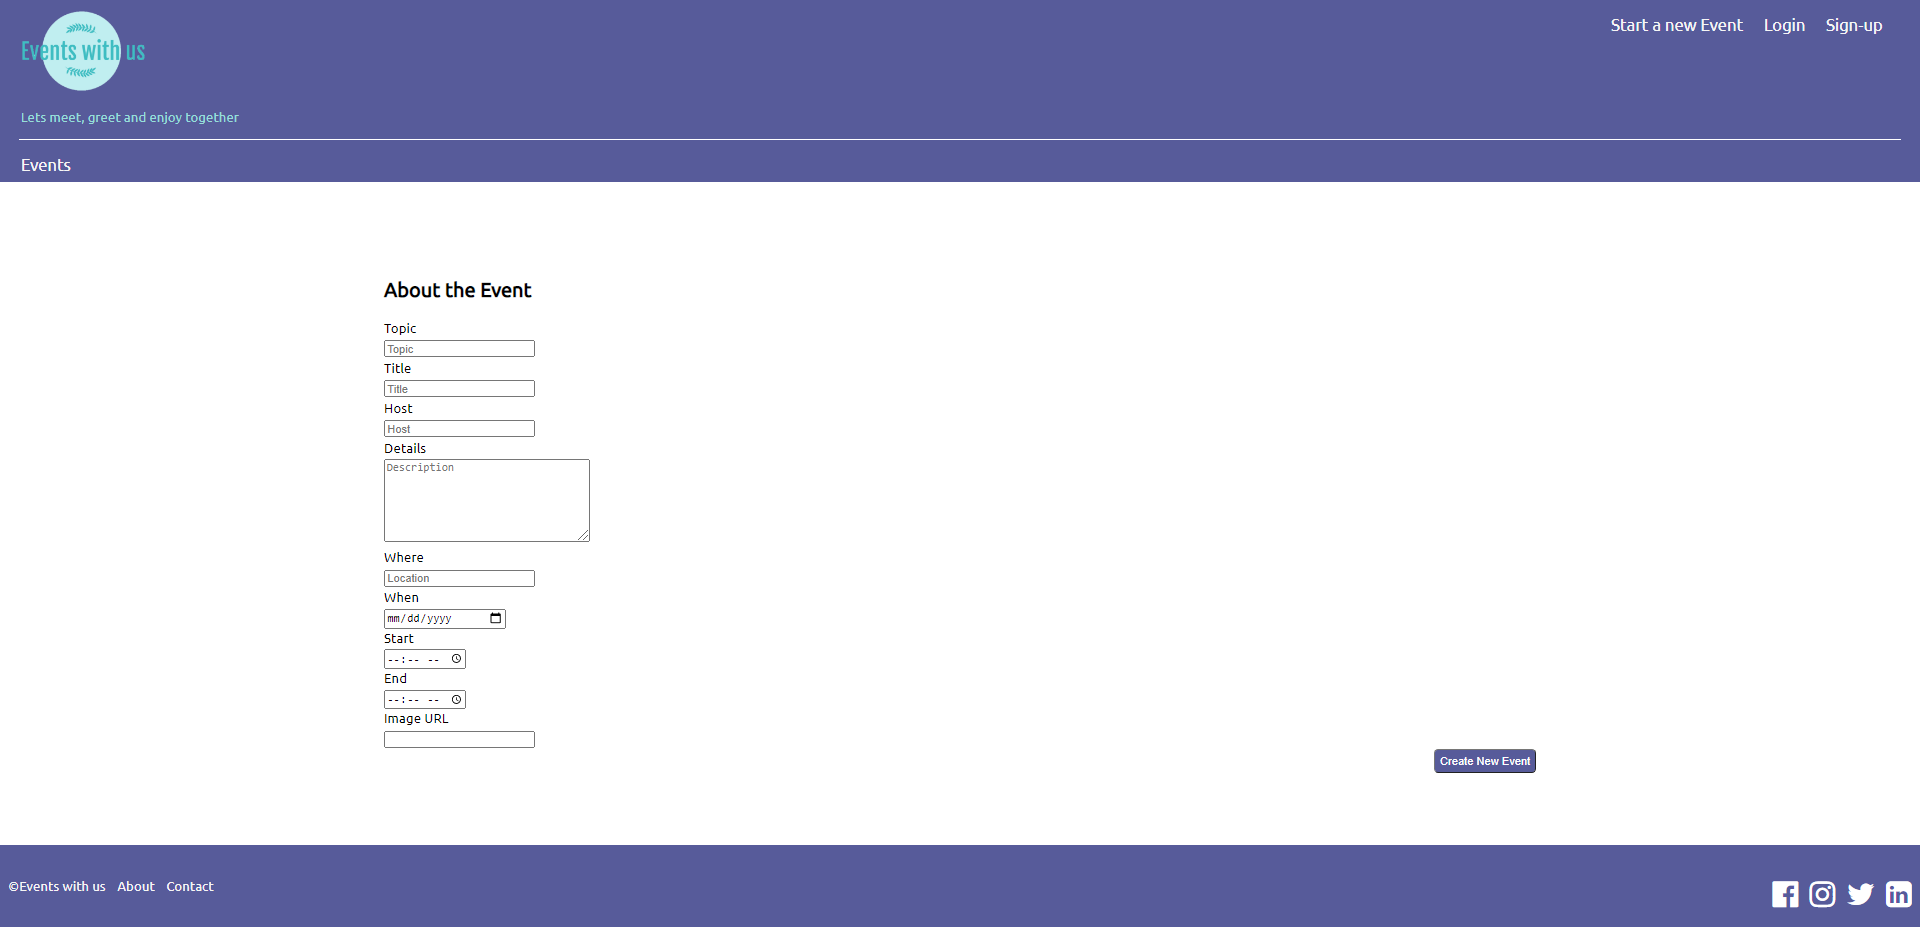 Events with us
Start a new Event Login Sign-up
Lets meet, greet and enjoy together
Events
About the Event
Topic
Topic
Title
Title
Host
Host
Details
Description
Where
Location
When
mm/dd/yyyy
Start
--:-- --
End
--:-- --
Image URL
Create New Event
©Events with us About Contact